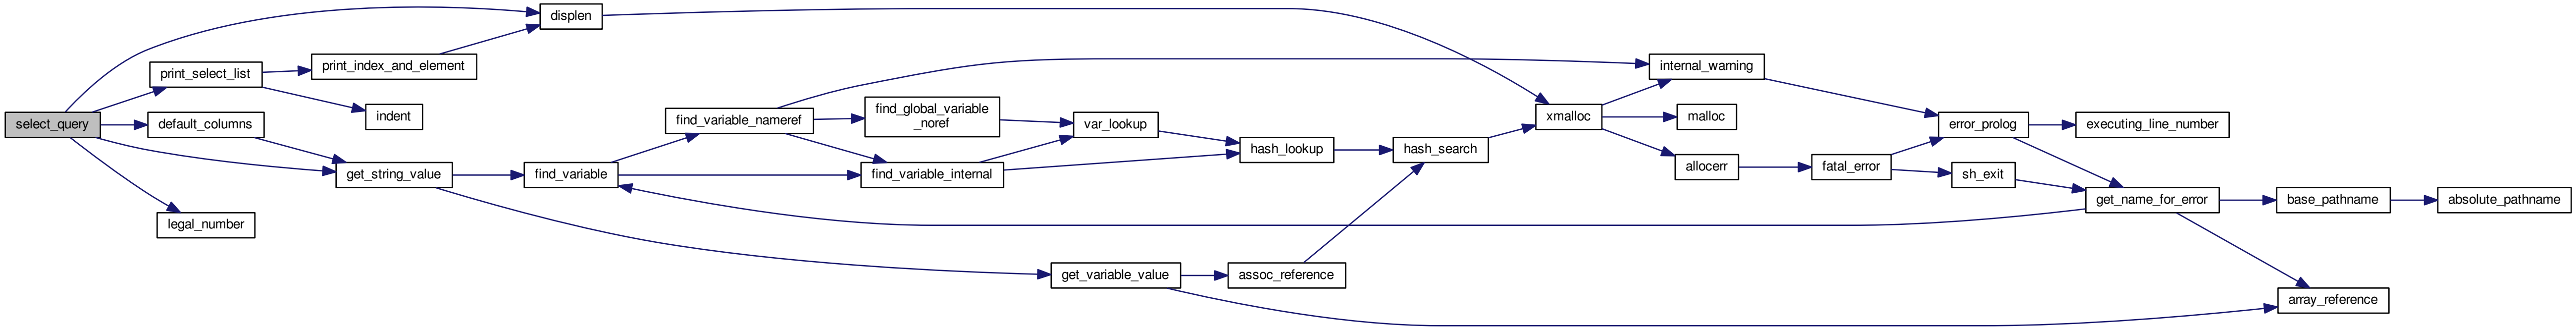 select_query
displen
print_select_list
print_index_and_element
indent
default_columns
get_string_value
legal_number
find_variable
find_variable_nameref
find_global_variable
_noref
find_variable_internal
var_lookup
hash_lookup
hash_search
get_variable_value
assoc_reference
xmalloc
internal_warning
malloc
allocerr
fatal_error
error_prolog
sh_exit
executing_line_number
get_name_for_error
base_pathname
absolute_pathname
array_reference